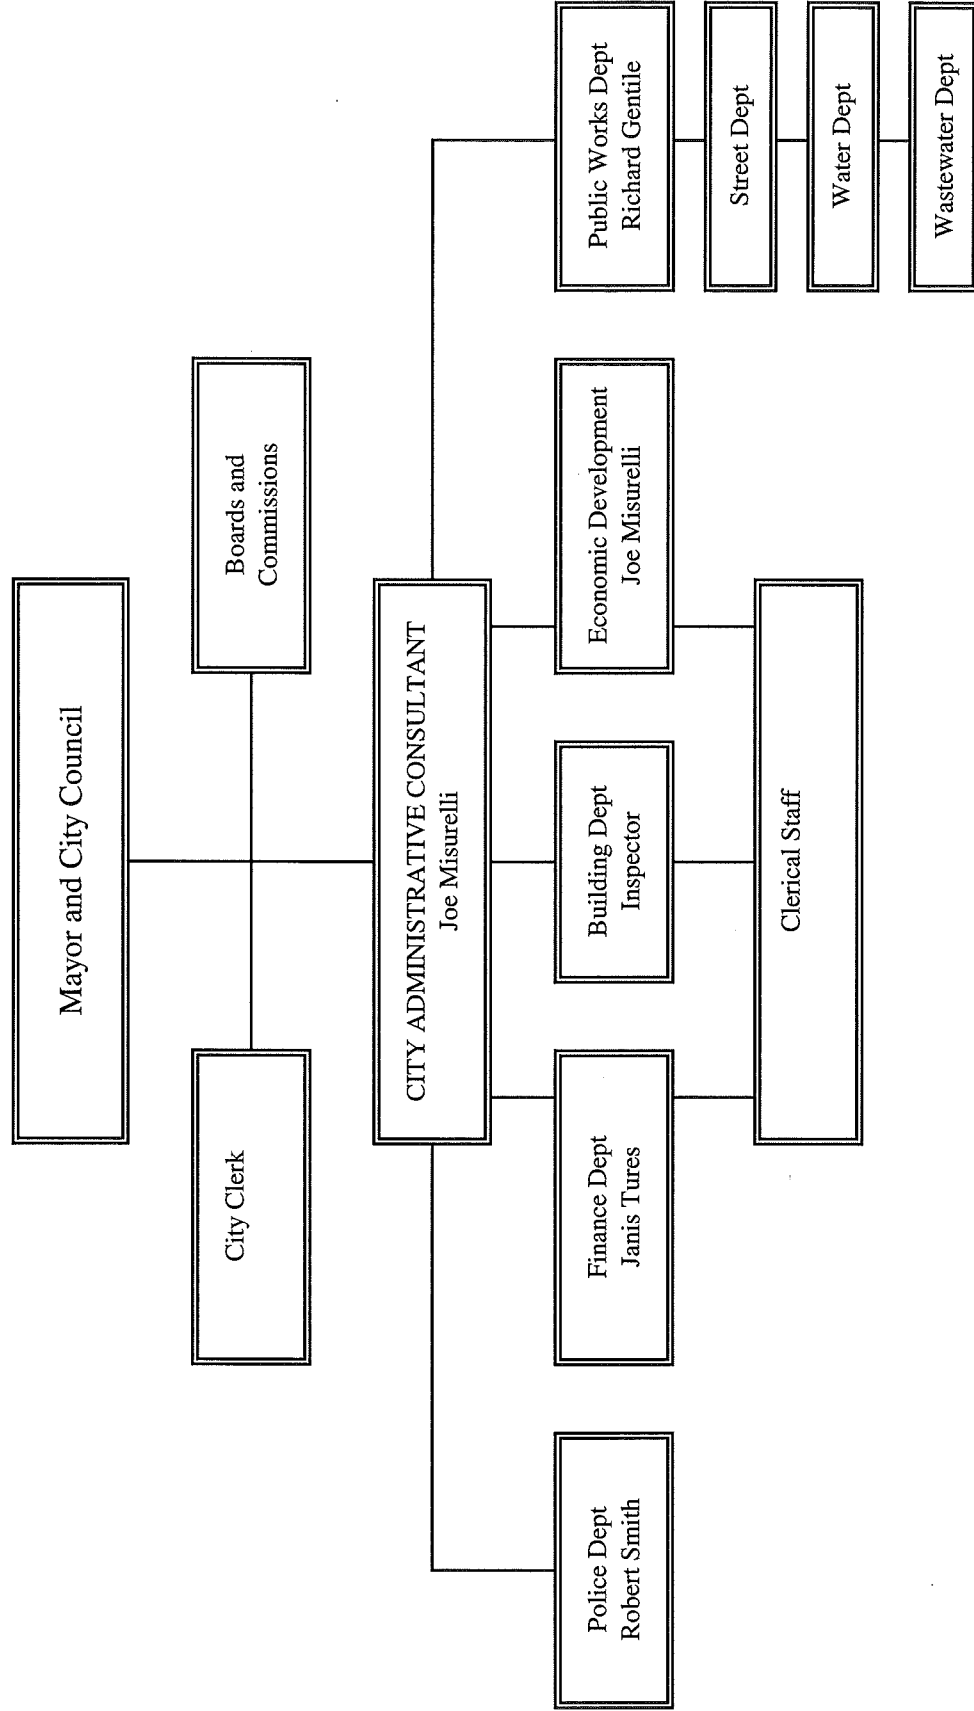 Mayor and City Council
City Clerk
Boards and
Commissions
CITY ADMINISTRATIVE CONSULTANT
Joe Misurelli
Police Dept
Robert Smith
Finance Dept
Janis Tures
Building Dept
Inspector
Economic Development
Joe Misurelli
Public Works Dept
Richard Gentile
Street Dept
Water Dept
Wastewater Dept
Clerical Staff